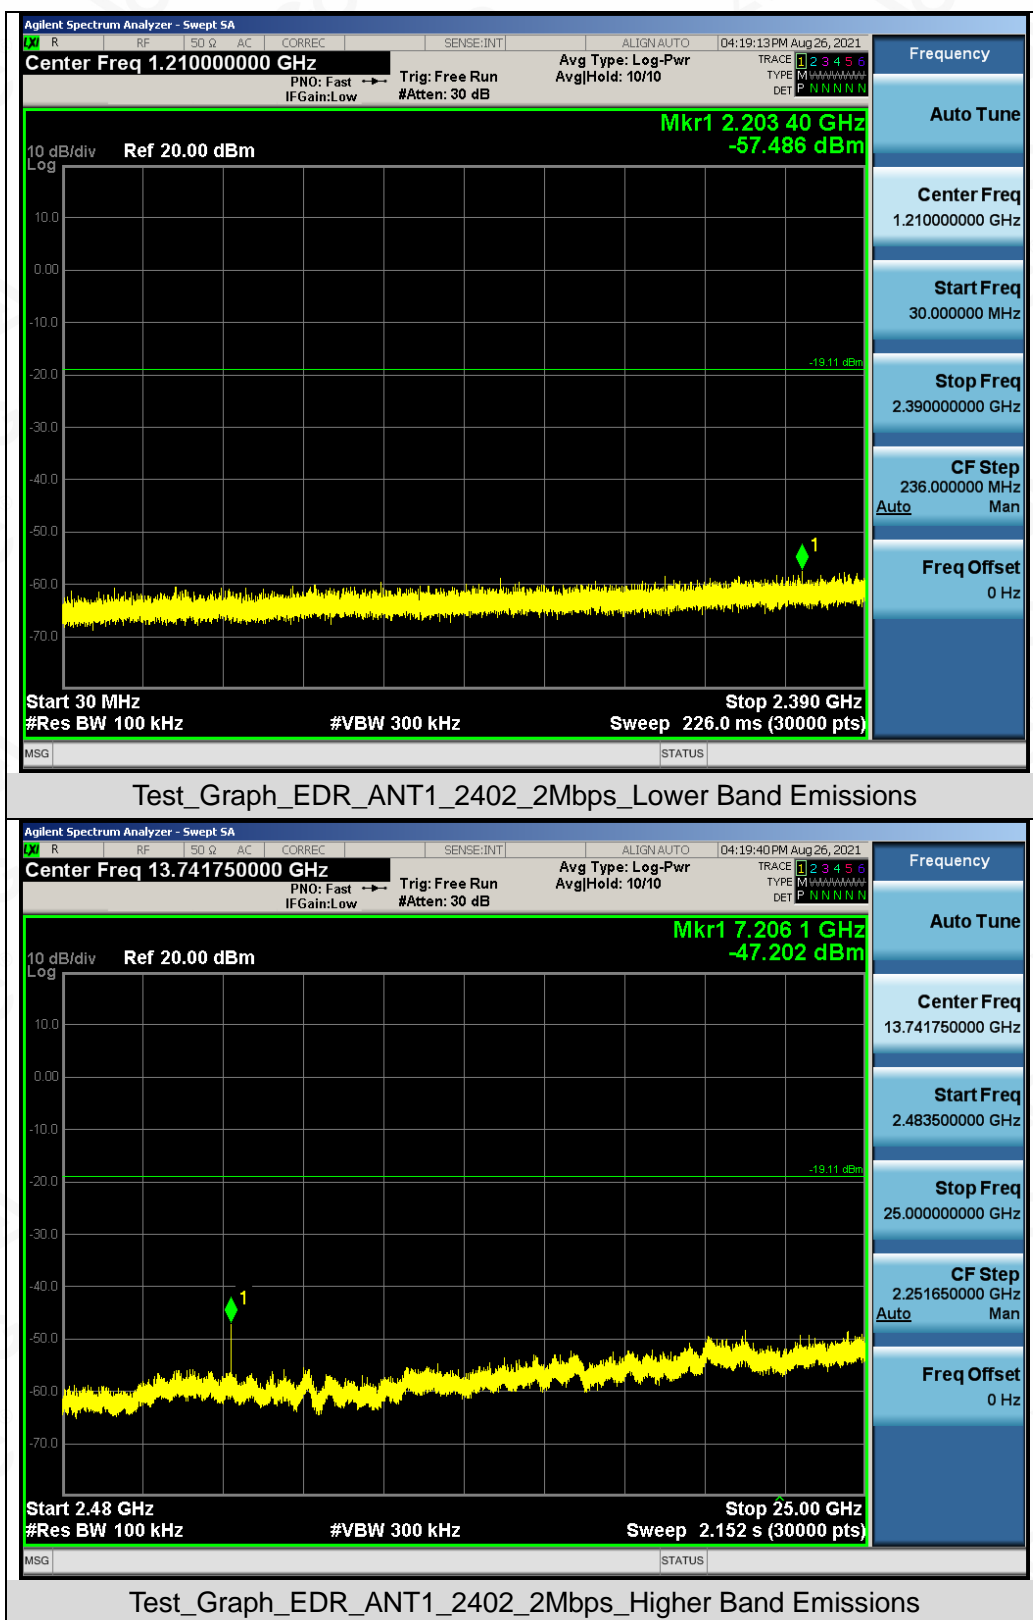 Agilent Spectrum Analyzer - Swept SA
LXI R RF 50 Ω AC CORREC SENSE:INT ALIGN AUTO 04:19:13 PM Aug 26, 2021
Center Freq 1.210000000 GHz
PNO: Fast
IFGain:Low
Trig: Free Run
#Atten: 30 dB
Avg Type: Log-Pwr
Avg|Hold: 10/10
TRACE 1 2 3 4 5 6
TYPE M WWWWW
DET P N N N N N
Mkr1 2.203 40 GHz
-57.486 dBm
10 dB/div Ref 20.00 dBm
Log
10.0
0.00
-10.0
-19.11 dBm
-20.0
-30.0
-40.0
-50.0
1
-60.0
-70.0
Start 30 MHz Stop 2.390 GHz
#Res BW 100 kHz #VBW 300 kHz Sweep 226.0 ms (30000 pts)
MSG STATUS
Frequency
Auto Tune
Center Freq
1.210000000 GHz
Start Freq
30.000000 MHz
Stop Freq
2.390000000 GHz
CF Step
236.000000 MHz
Auto Man
Freq Offset
0 Hz
Test_Graph_EDR_ANT1_2402_2Mbps_Lower Band Emissions
Agilent Spectrum Analyzer - Swept SA
LXI R RF 50 Ω AC CORREC SENSE:INT ALIGN AUTO 04:19:40 PM Aug 26, 2021
Center Freq 13.741750000 GHz
PNO: Fast
IFGain:Low
Trig: Free Run
#Atten: 30 dB
Avg Type: Log-Pwr
Avg|Hold: 10/10
TRACE 1 2 3 4 5 6
TYPE M WWWWW
DET P N N N N N
Mkr1 7.206 1 GHz
-47.202 dBm
10 dB/div Ref 20.00 dBm
Log
10.0
0.00
-10.0
-19.11 dBm
-20.0
-30.0
-40.0
1
-50.0
-60.0
-70.0
Start 2.48 GHz Stop 25.00 GHz
#Res BW 100 kHz #VBW 300 kHz Sweep 2.152 s (30000 pts)
MSG STATUS
Frequency
Auto Tune
Center Freq
13.741750000 GHz
Start Freq
2.483500000 GHz
Stop Freq
25.000000000 GHz
CF Step
2.251650000 GHz
Auto Man
Freq Offset
0 Hz
Test_Graph_EDR_ANT1_2402_2Mbps_Higher Band Emissions